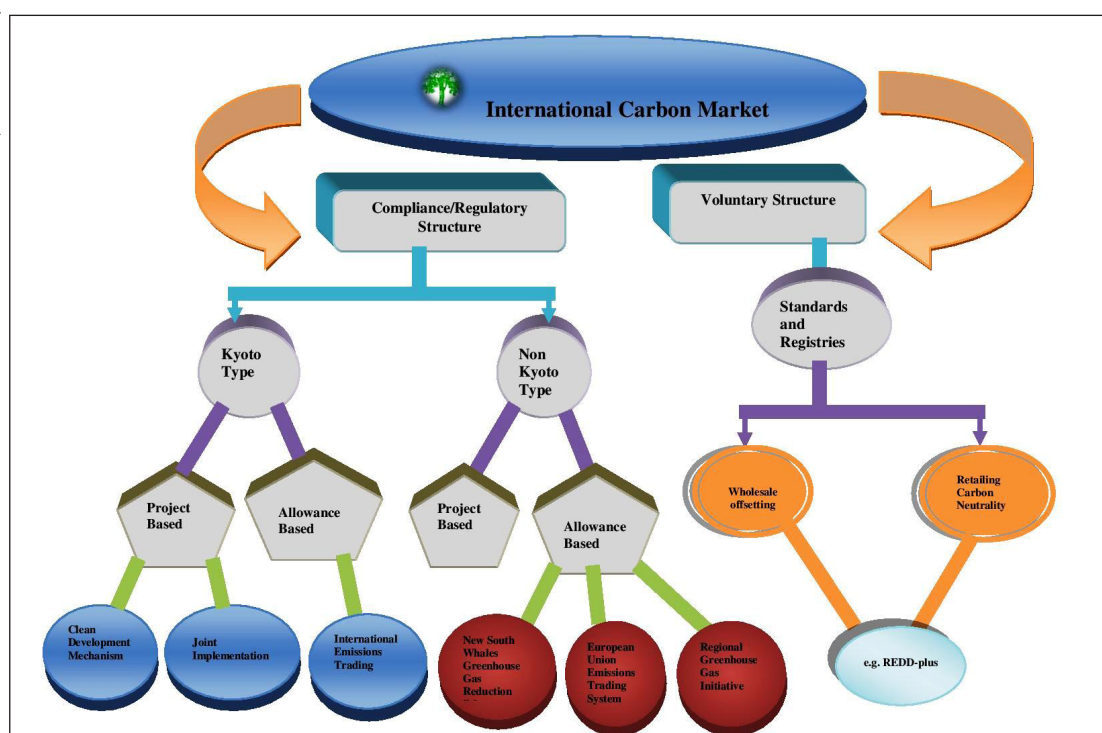 International Carbon Market
Compliance/Regulatory
Structure
Voluntary Structure
Standards
and
Registries
Kyoto
Type
Non
Kyoto
Type
Project
Based
Allowance
Based
Project
Based
Allowance
Based
Wholesale
offsetting
Retailing
Carbon
Neutrality
Clean
Development
Mechanism
Joint
Implementation
International
Emissions
Trading
New South
Whales
Greenhouse
Gas
Reduction
European
Union
Emissions
Trading
System
Regional
Greenhouse
Gas
Initiative
e.g. REDD-plus